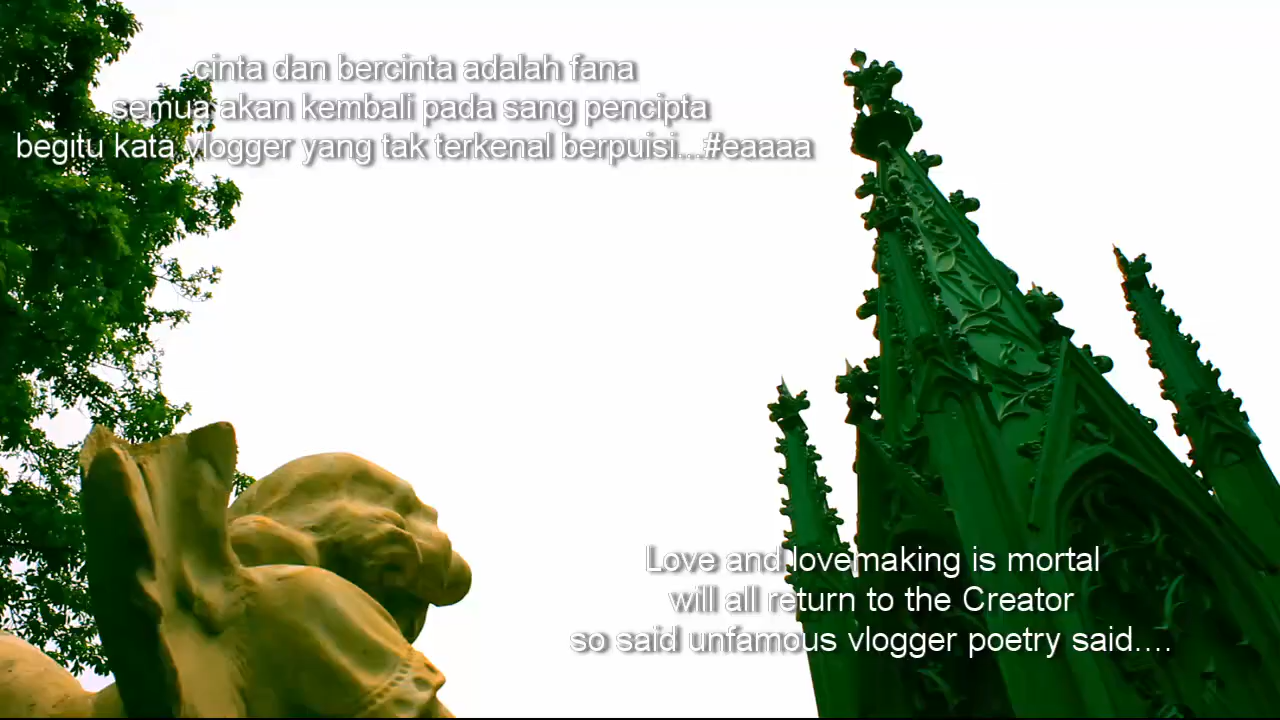 cinta dan bercinta adalah fana
semua akan kembali pada sang pencipta
begitu kata vlogger yang tak terkenal berpuisi...#eaaaa
Love and lovemaking is mortal
will all return to the Creator
so said unfamous vlogger poetry said....